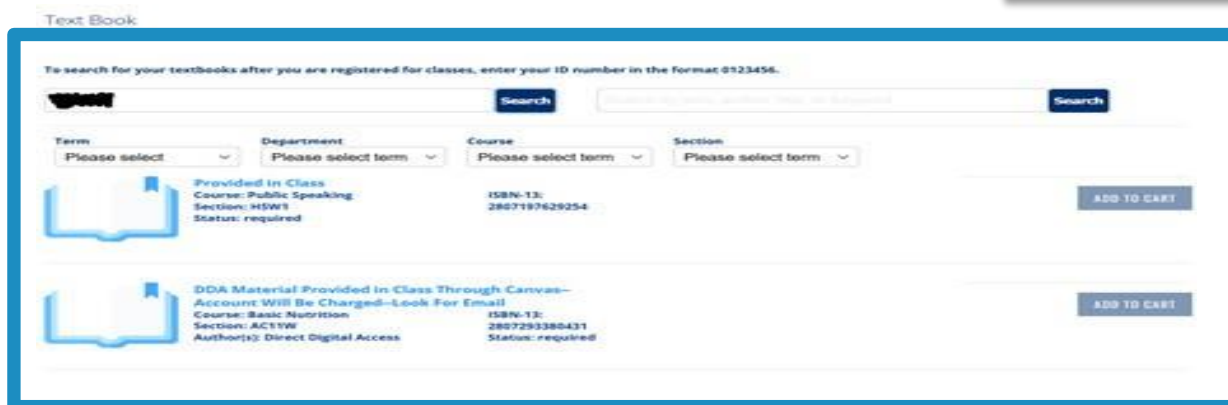 Text Book
To search for your textbooks after you are registered for classes, enter your ID number in the format 0123456.
Search
Search
Term Department Course Section
Please select Please select term Please select term Please select term
Provided in Class
Course: Public Speaking ISBN-13:
Section: HSW1 2807197629254
Status: required
ADD TO CART
DDA Material Provided in Class Through Canvas--
Account Will Be Charged--Look For Email
Course: Basic Nutrition ISBN-13:
Section: AC11W 2807293380431
Author(s): Direct Digital Access Status: required
ADD TO CART